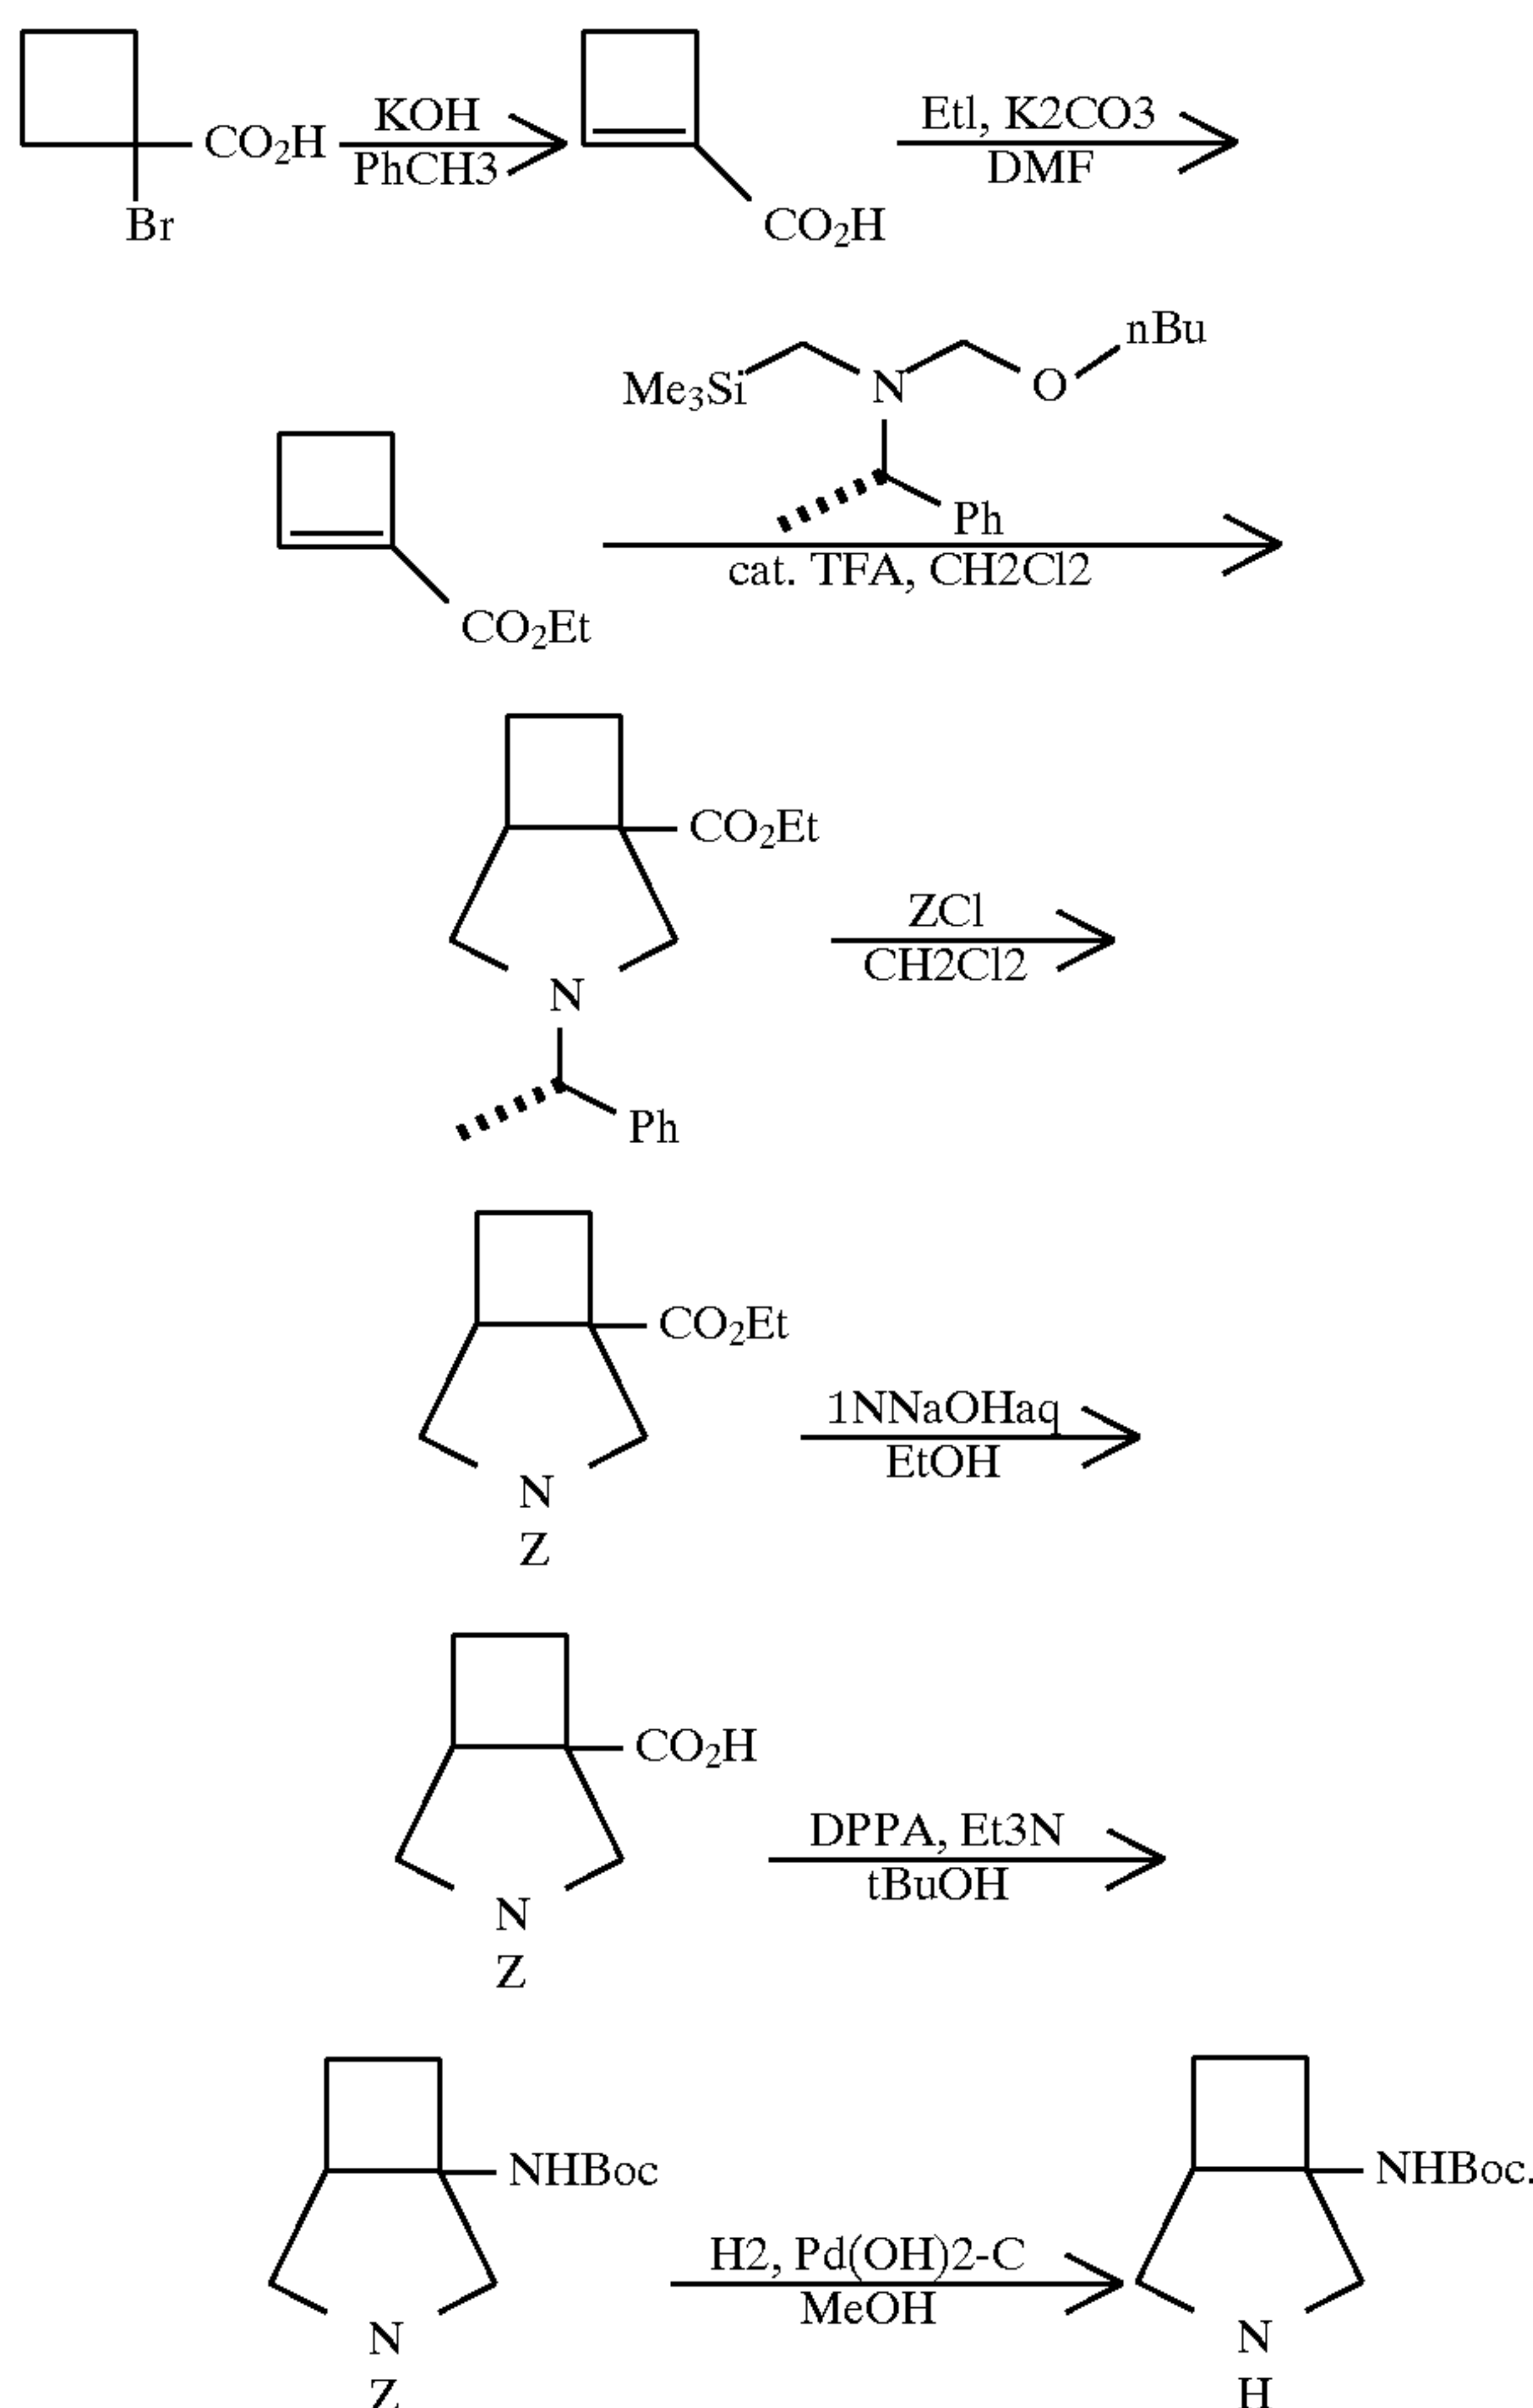 CO₂H
Br
KOH
PhCH3
CO₂H
EtI, K2CO3
DMF
Me₃Si
N
O
nBu
Ph
CO₂Et
cat. TFA, CH2Cl2
CO₂Et
N
Ph
ZCl
CH2Cl2
CO₂Et
N
Z
1NNaOHaq
EtOH
CO₂H
N
Z
DPPA, Et3N
tBuOH
NHBoc
N
Z
H2, Pd(OH)2-C
MeOH
NHBoc.
N
H